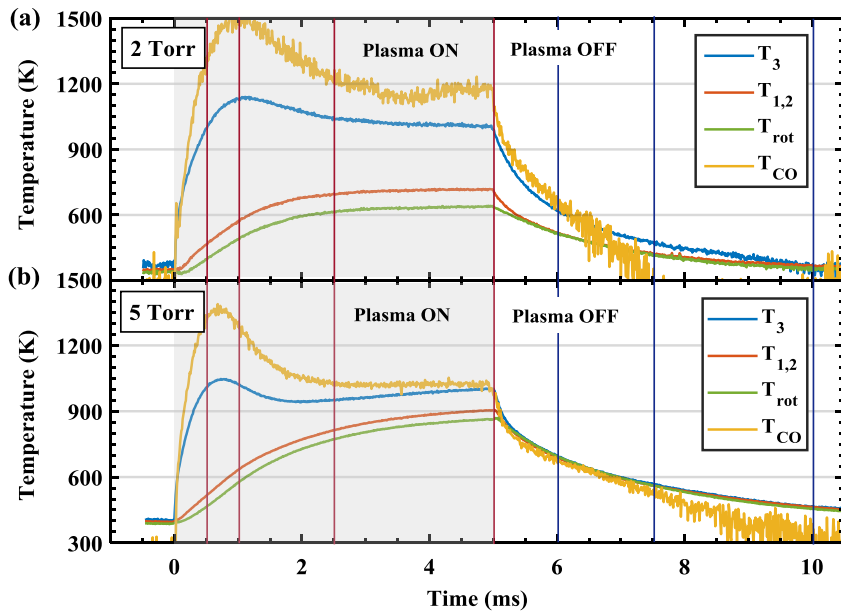 (a)
1500
2 Torr
Plasma ON
Plasma OFF
T3
T1,2
Trot
TCO
1200
900
600
Temperature (K)
(b)
1500
5 Torr
Plasma ON
Plasma OFF
T3
T1,2
Trot
TCO
1200
900
600
300
Temperature (K)
0
2
4
6
8
10
Time (ms)